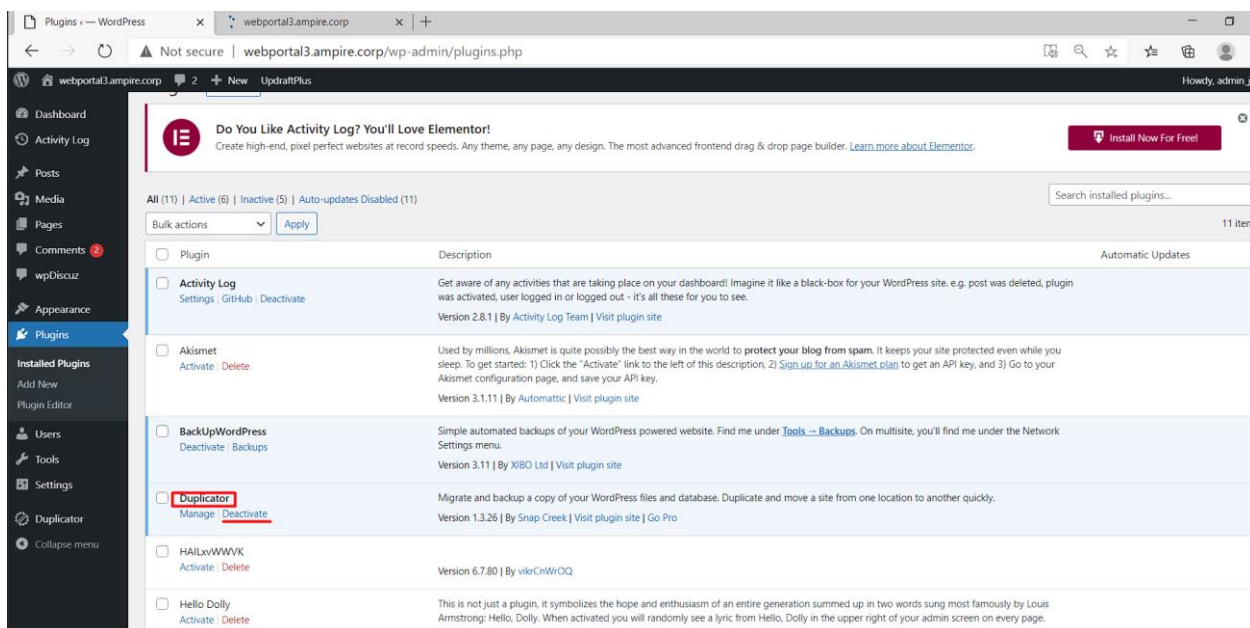 Plugins ‹ — WordPress
webportal3.ampire.corp
Not secure | webportal3.ampire.corp/wp-admin/plugins.php
webportal3.ampire.corp 2 + New UpdraftPlus
Howdy, admin_j
Dashboard
Activity Log
Posts
Media
Pages
Comments 2
wpDiscuz
Appearance
Plugins
Installed Plugins
Add New
Plugin Editor
Users
Tools
Settings
Duplicator
Collapse menu
Do You Like Activity Log? You'll Love Elementor!
Create high-end, pixel perfect websites at record speeds. Any theme, any page, any design. The most advanced frontend drag & drop page builder. Learn more about Elementor.
Install Now For Free!
All (11) | Active (6) | Inactive (5) | Auto-updates Disabled (11)
Search installed plugins...
Bulk actions
Apply
11 iter
Plugin
Description
Automatic Updates
Activity Log
Settings | GitHub | Deactivate
Get aware of any activities that are taking place on your dashboard! Imagine it like a black-box for your WordPress site. e.g. post was deleted, plugin
was activated, user logged in or logged out - it's all these for you to see.
Version 2.8.1 | By Activity Log Team | Visit plugin site
Akismet
Activate | Delete
Used by millions, Akismet is quite possibly the best way in the world to protect your blog from spam. It keeps your site protected even while you
sleep. To get started: 1) Click the "Activate" link to the left of this description, 2) Sign up for an Akismet plan to get an API key, and 3) Go to your
Akismet configuration page, and save your API key.
Version 3.1.11 | By Automattic | Visit plugin site
BackUpWordPress
Deactivate | Backups
Simple automated backups of your WordPress powered website. Find me under Tools → Backups. On multisite, you'll find me under the Network
Settings menu.
Version 3.11 | By XIBO Ltd | Visit plugin site
Duplicator
Manage | Deactivate
Migrate and backup a copy of your WordPress files and database. Duplicate and move a site from one location to another quickly.
Version 1.3.26 | By Snap Creek | Visit plugin site | Go Pro
HAILxvWWVK
Activate | Delete
Version 6.7.80 | By vikrCnWrOQ
Hello Dolly
Activate | Delete
This is not just a plugin, it symbolizes the hope and enthusiasm of an entire generation summed up in two words sung most famously by Louis
Armstrong: Hello, Dolly. When activated you will randomly see a lyric from Hello, Dolly in the upper right of your admin screen on every page.